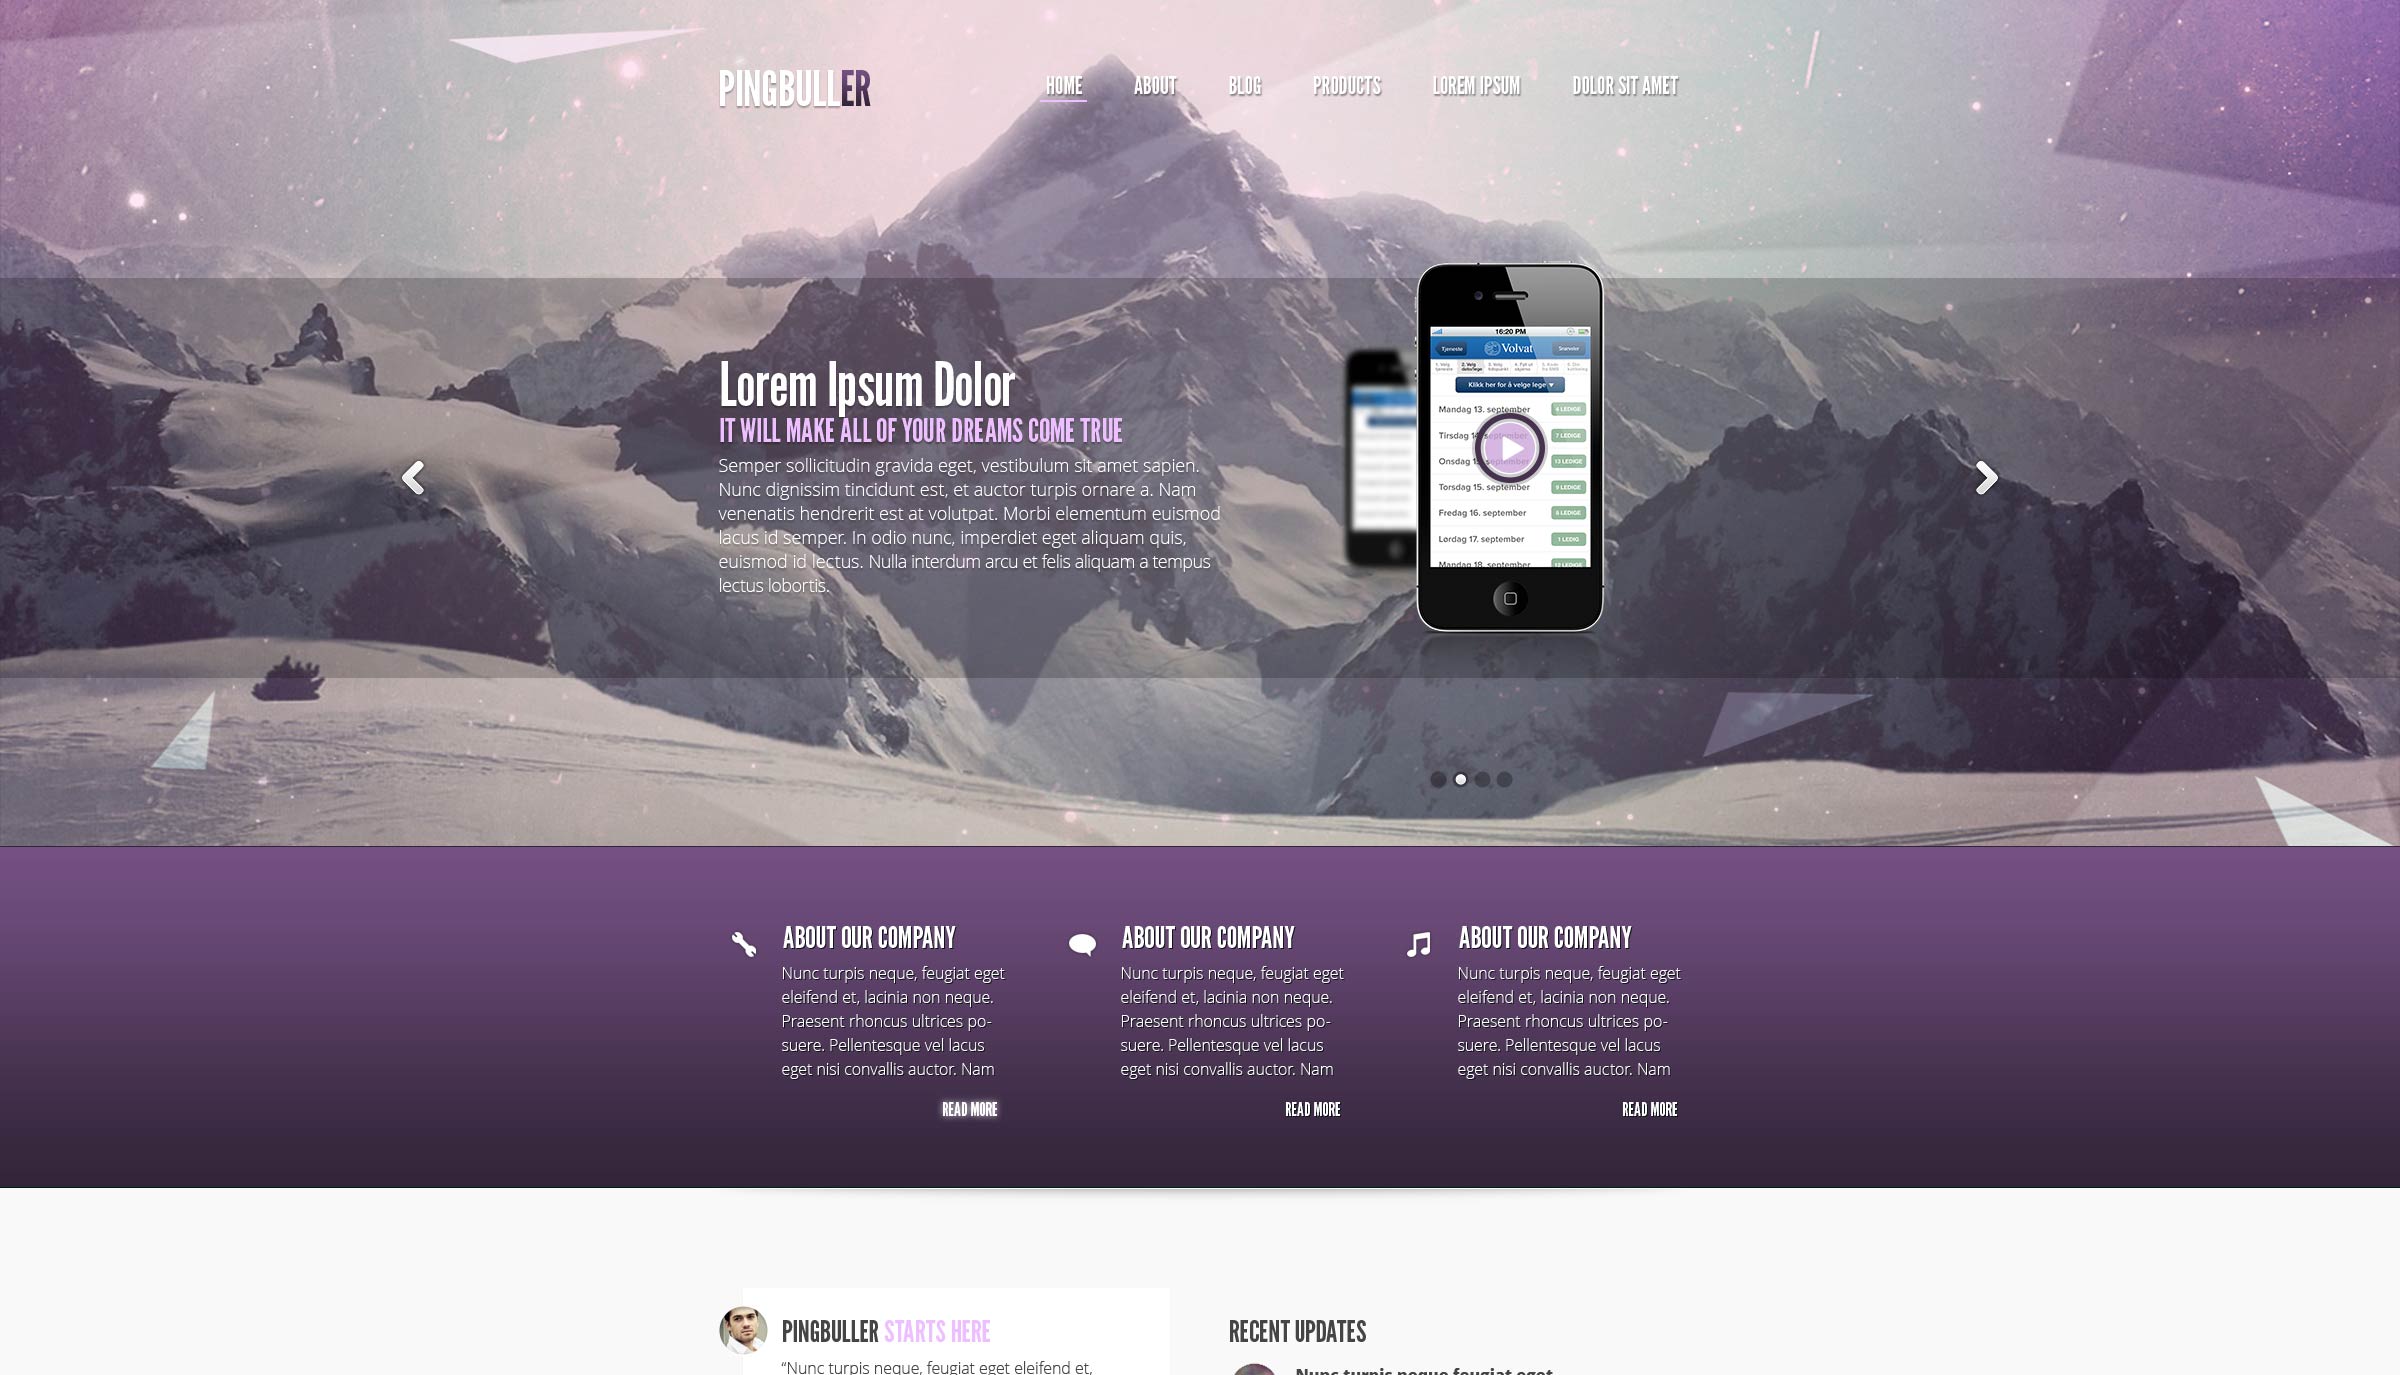 PINGBULLER
HOME ABOUT BLOG PRODUCTS LOREM IPSUM DOLOR SIT AMET
Lorem Ipsum Dolor
IT WILL MAKE ALL OF YOUR DREAMS COME TRUE
Semper sollicitudin gravida eget, vestibulum sit amet sapien.
Nunc dignissim tincidunt est, et auctor turpis ornare a. Nam
venenatis hendrerit est at volutpat. Morbi elementum euismod
lacus id semper. In odio nunc, imperdiet eget aliquam quis,
euismod id lectus. Nulla interdum arcu et felis aliquam a tempus
lectus lobortis.
16:20 PM
Tjeneste Volvat
Klikk her for å velge lege
Mandag 13. september 4 LEDIGE
Tirsdag 14. september 7 LEDIGE
Onsdag 13 LEDIGE
Torsdag 15. september 9 LEDIGE
Fredag 16. september 6 LEDIGE
Lørdag 17. september 1 LEDIG
Mandag 18. september 12 LEDIGE
ABOUT OUR COMPANY
Nunc turpis neque, feugiat eget
eleifend et, lacinia non neque.
Praesent rhoncus ultrices po-
suere. Pellentesque vel lacus
eget nisi convallis auctor. Nam
READ MORE
ABOUT OUR COMPANY
Nunc turpis neque, feugiat eget
eleifend et, lacinia non neque.
Praesent rhoncus ultrices po-
suere. Pellentesque vel lacus
eget nisi convallis auctor. Nam
READ MORE
ABOUT OUR COMPANY
Nunc turpis neque, feugiat eget
eleifend et, lacinia non neque.
Praesent rhoncus ultrices po-
suere. Pellentesque vel lacus
eget nisi convallis auctor. Nam
READ MORE
PINGBULLER STARTS HERE
“Nunc turpis neque, feugiat eget eleifend et,
RECENT UPDATES
Nunc turpis neque feugiat eget